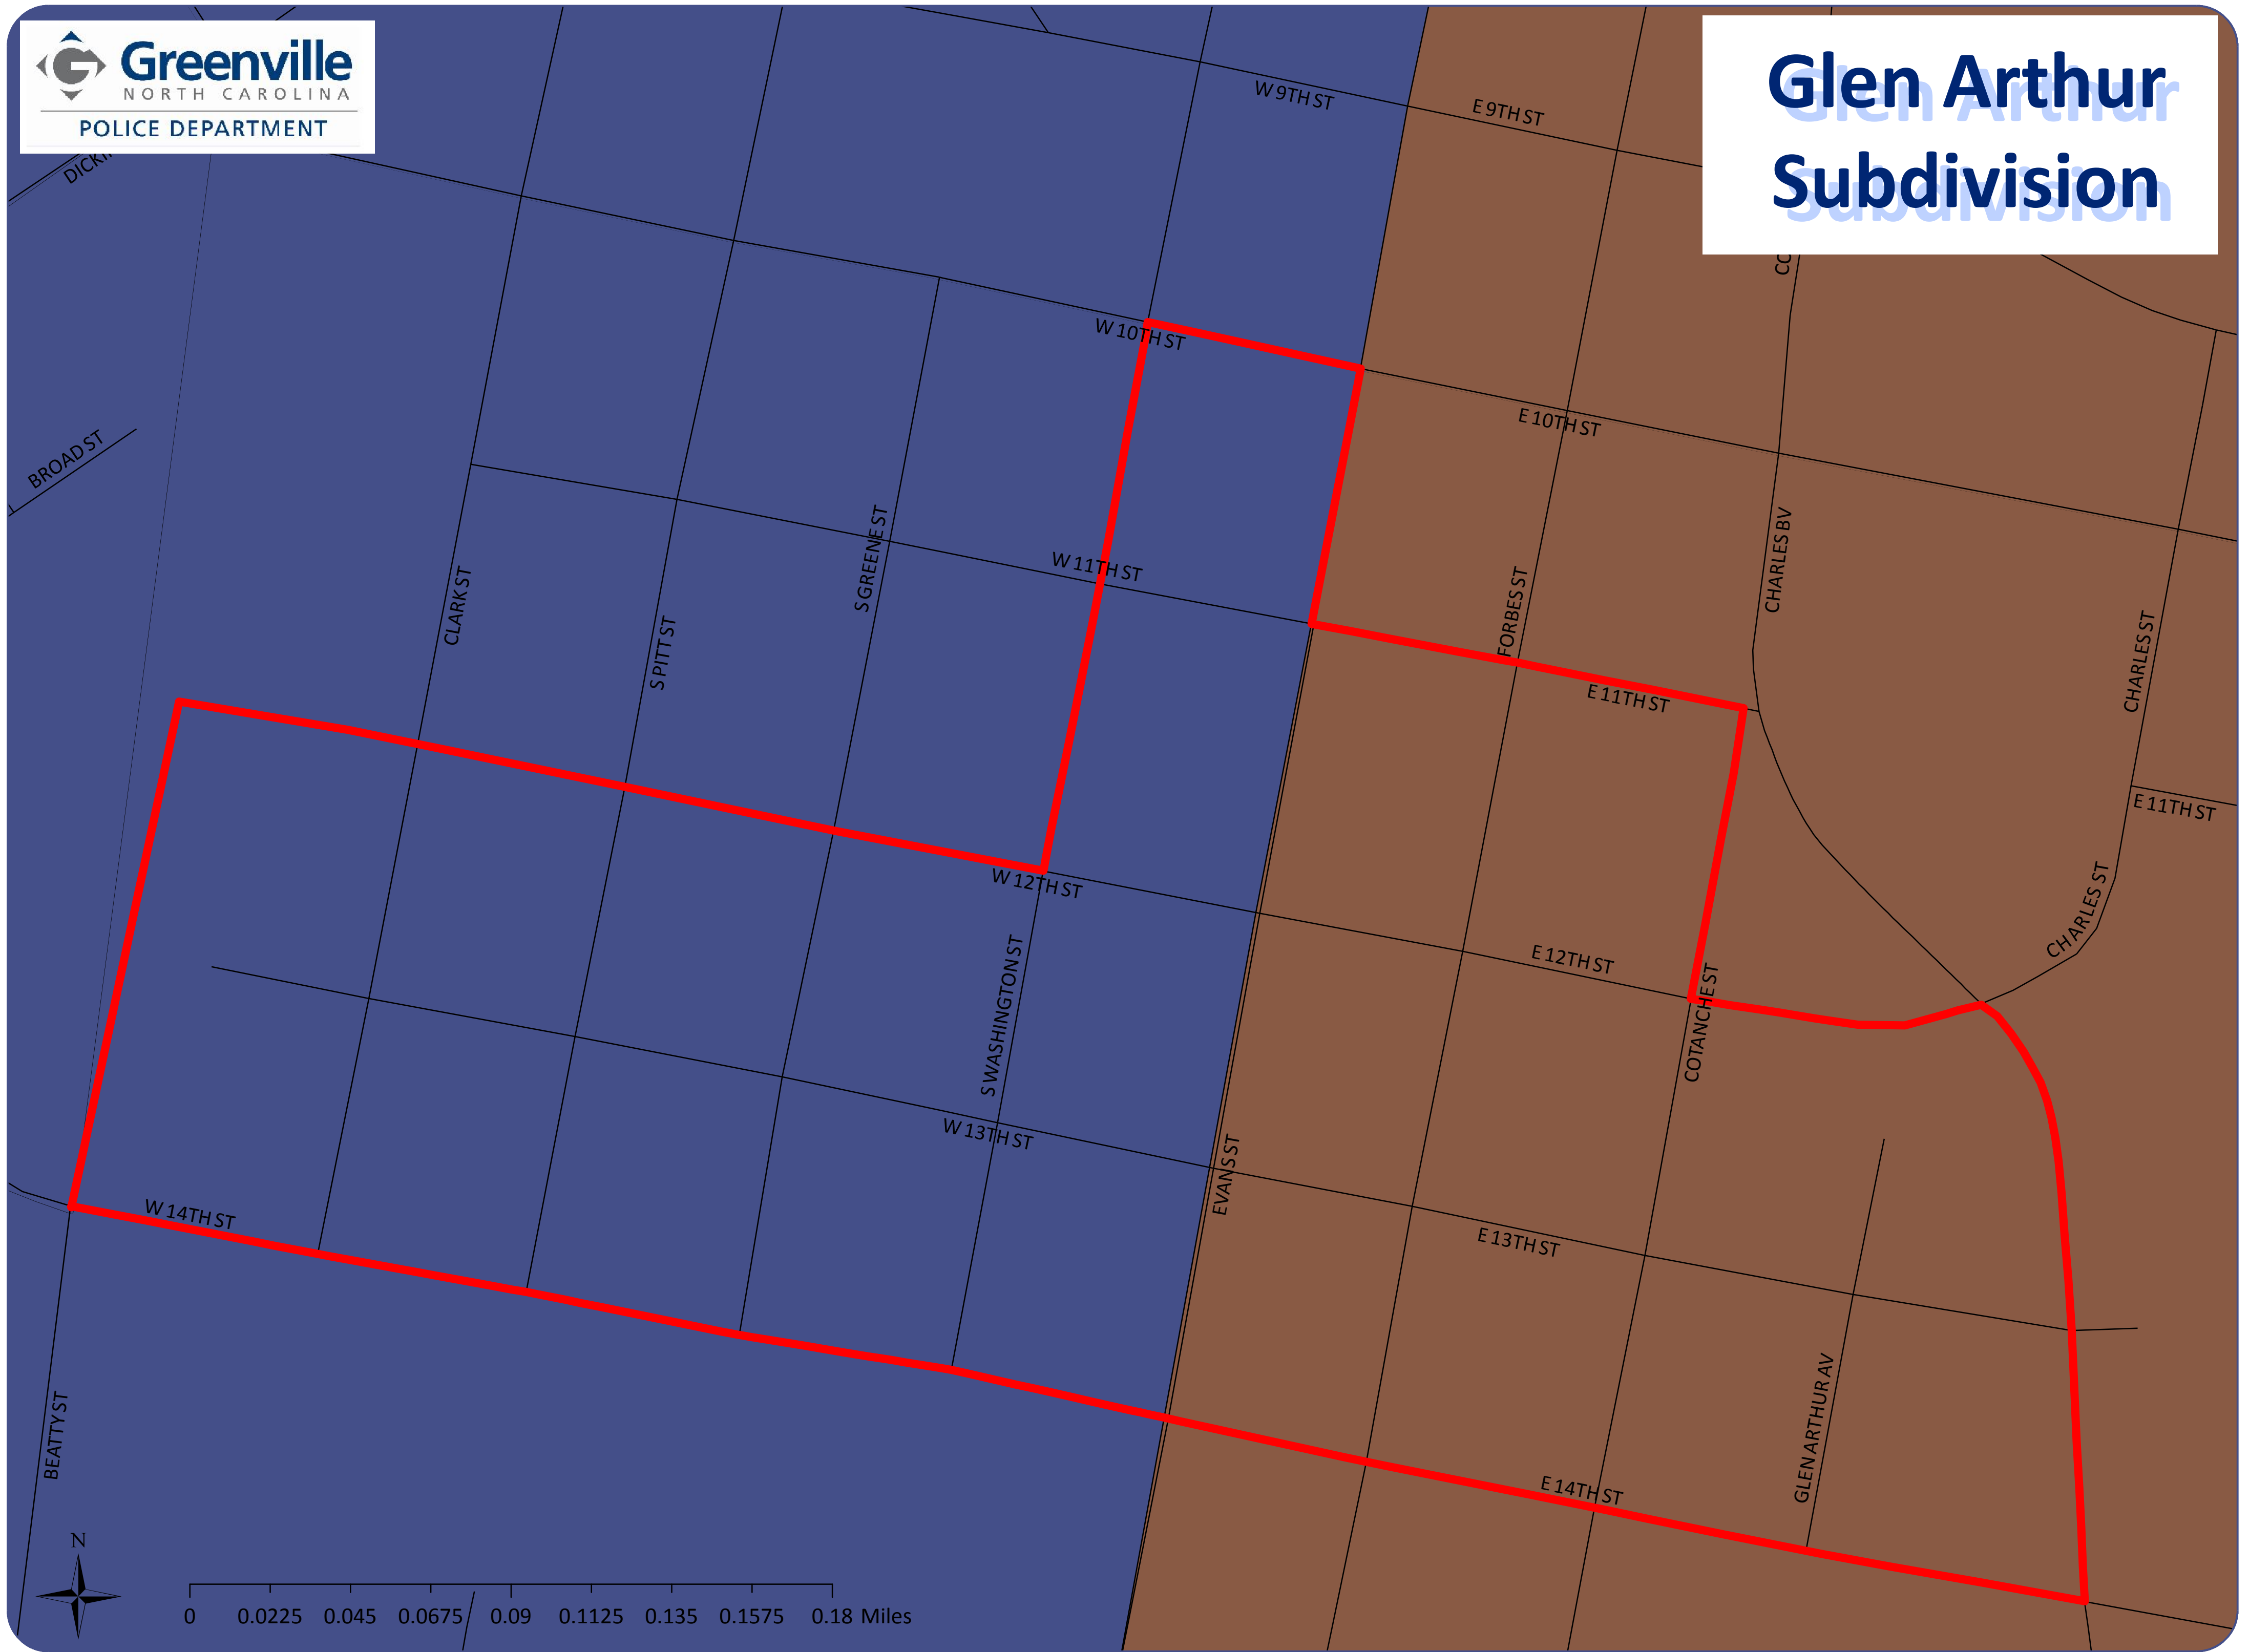 Greenville
NORTH CAROLINA
POLICE DEPARTMENT
Glen Arthur
Subdivision
W 9TH ST
E 9TH ST
W 10TH ST
E 10TH ST
BROAD ST
CLARK ST
S PITT ST
S GREENE ST
W 11TH ST
FORBES ST
E 11TH ST
CHARLES BV
CHARLES ST
E 11TH ST
CHARLES ST
W 12TH ST
E 12TH ST
S WASHINGTON ST
COTANCHE ST
W 13TH ST
EVANS ST
E 13TH ST
W 14TH ST
BEATTY ST
GLEN ARTHUR AV
E 14TH ST
N
0 0.0225 0.045 0.0675 0.09 0.1125 0.135 0.1575 0.18 Miles